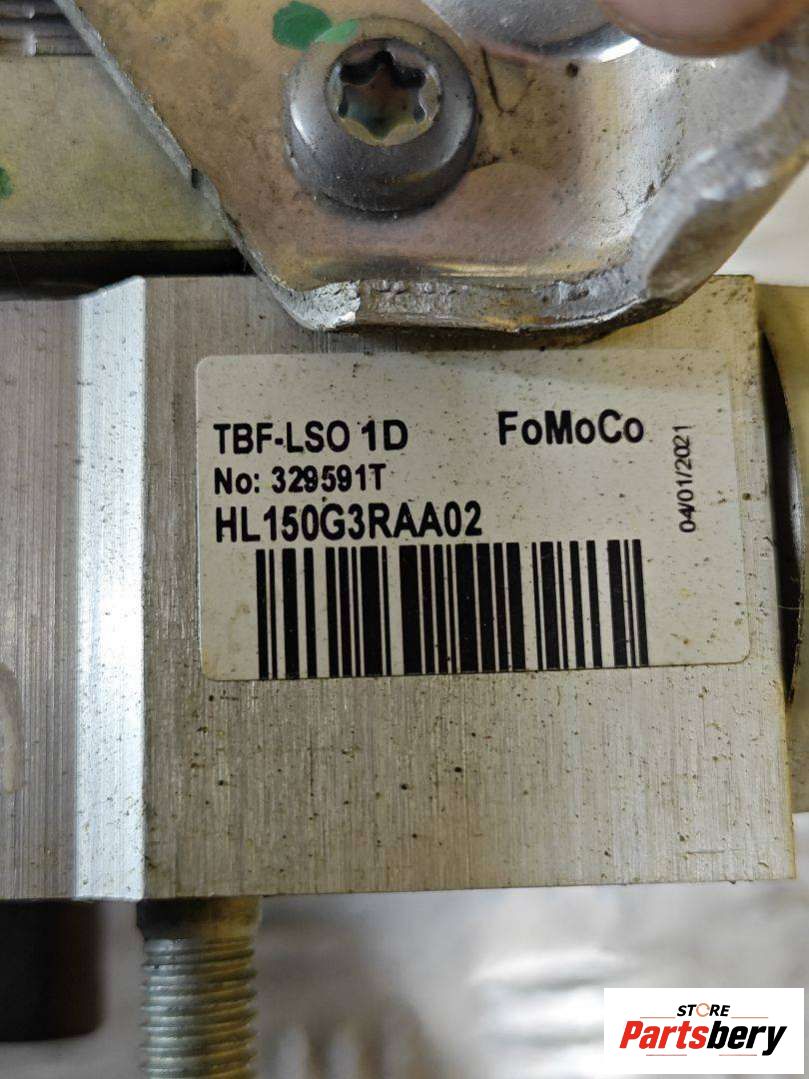 TBF-LSO 1D FoMoCo
No: 329591T
HL150G3RAA02
04/01/2021
STORE
Partsbery